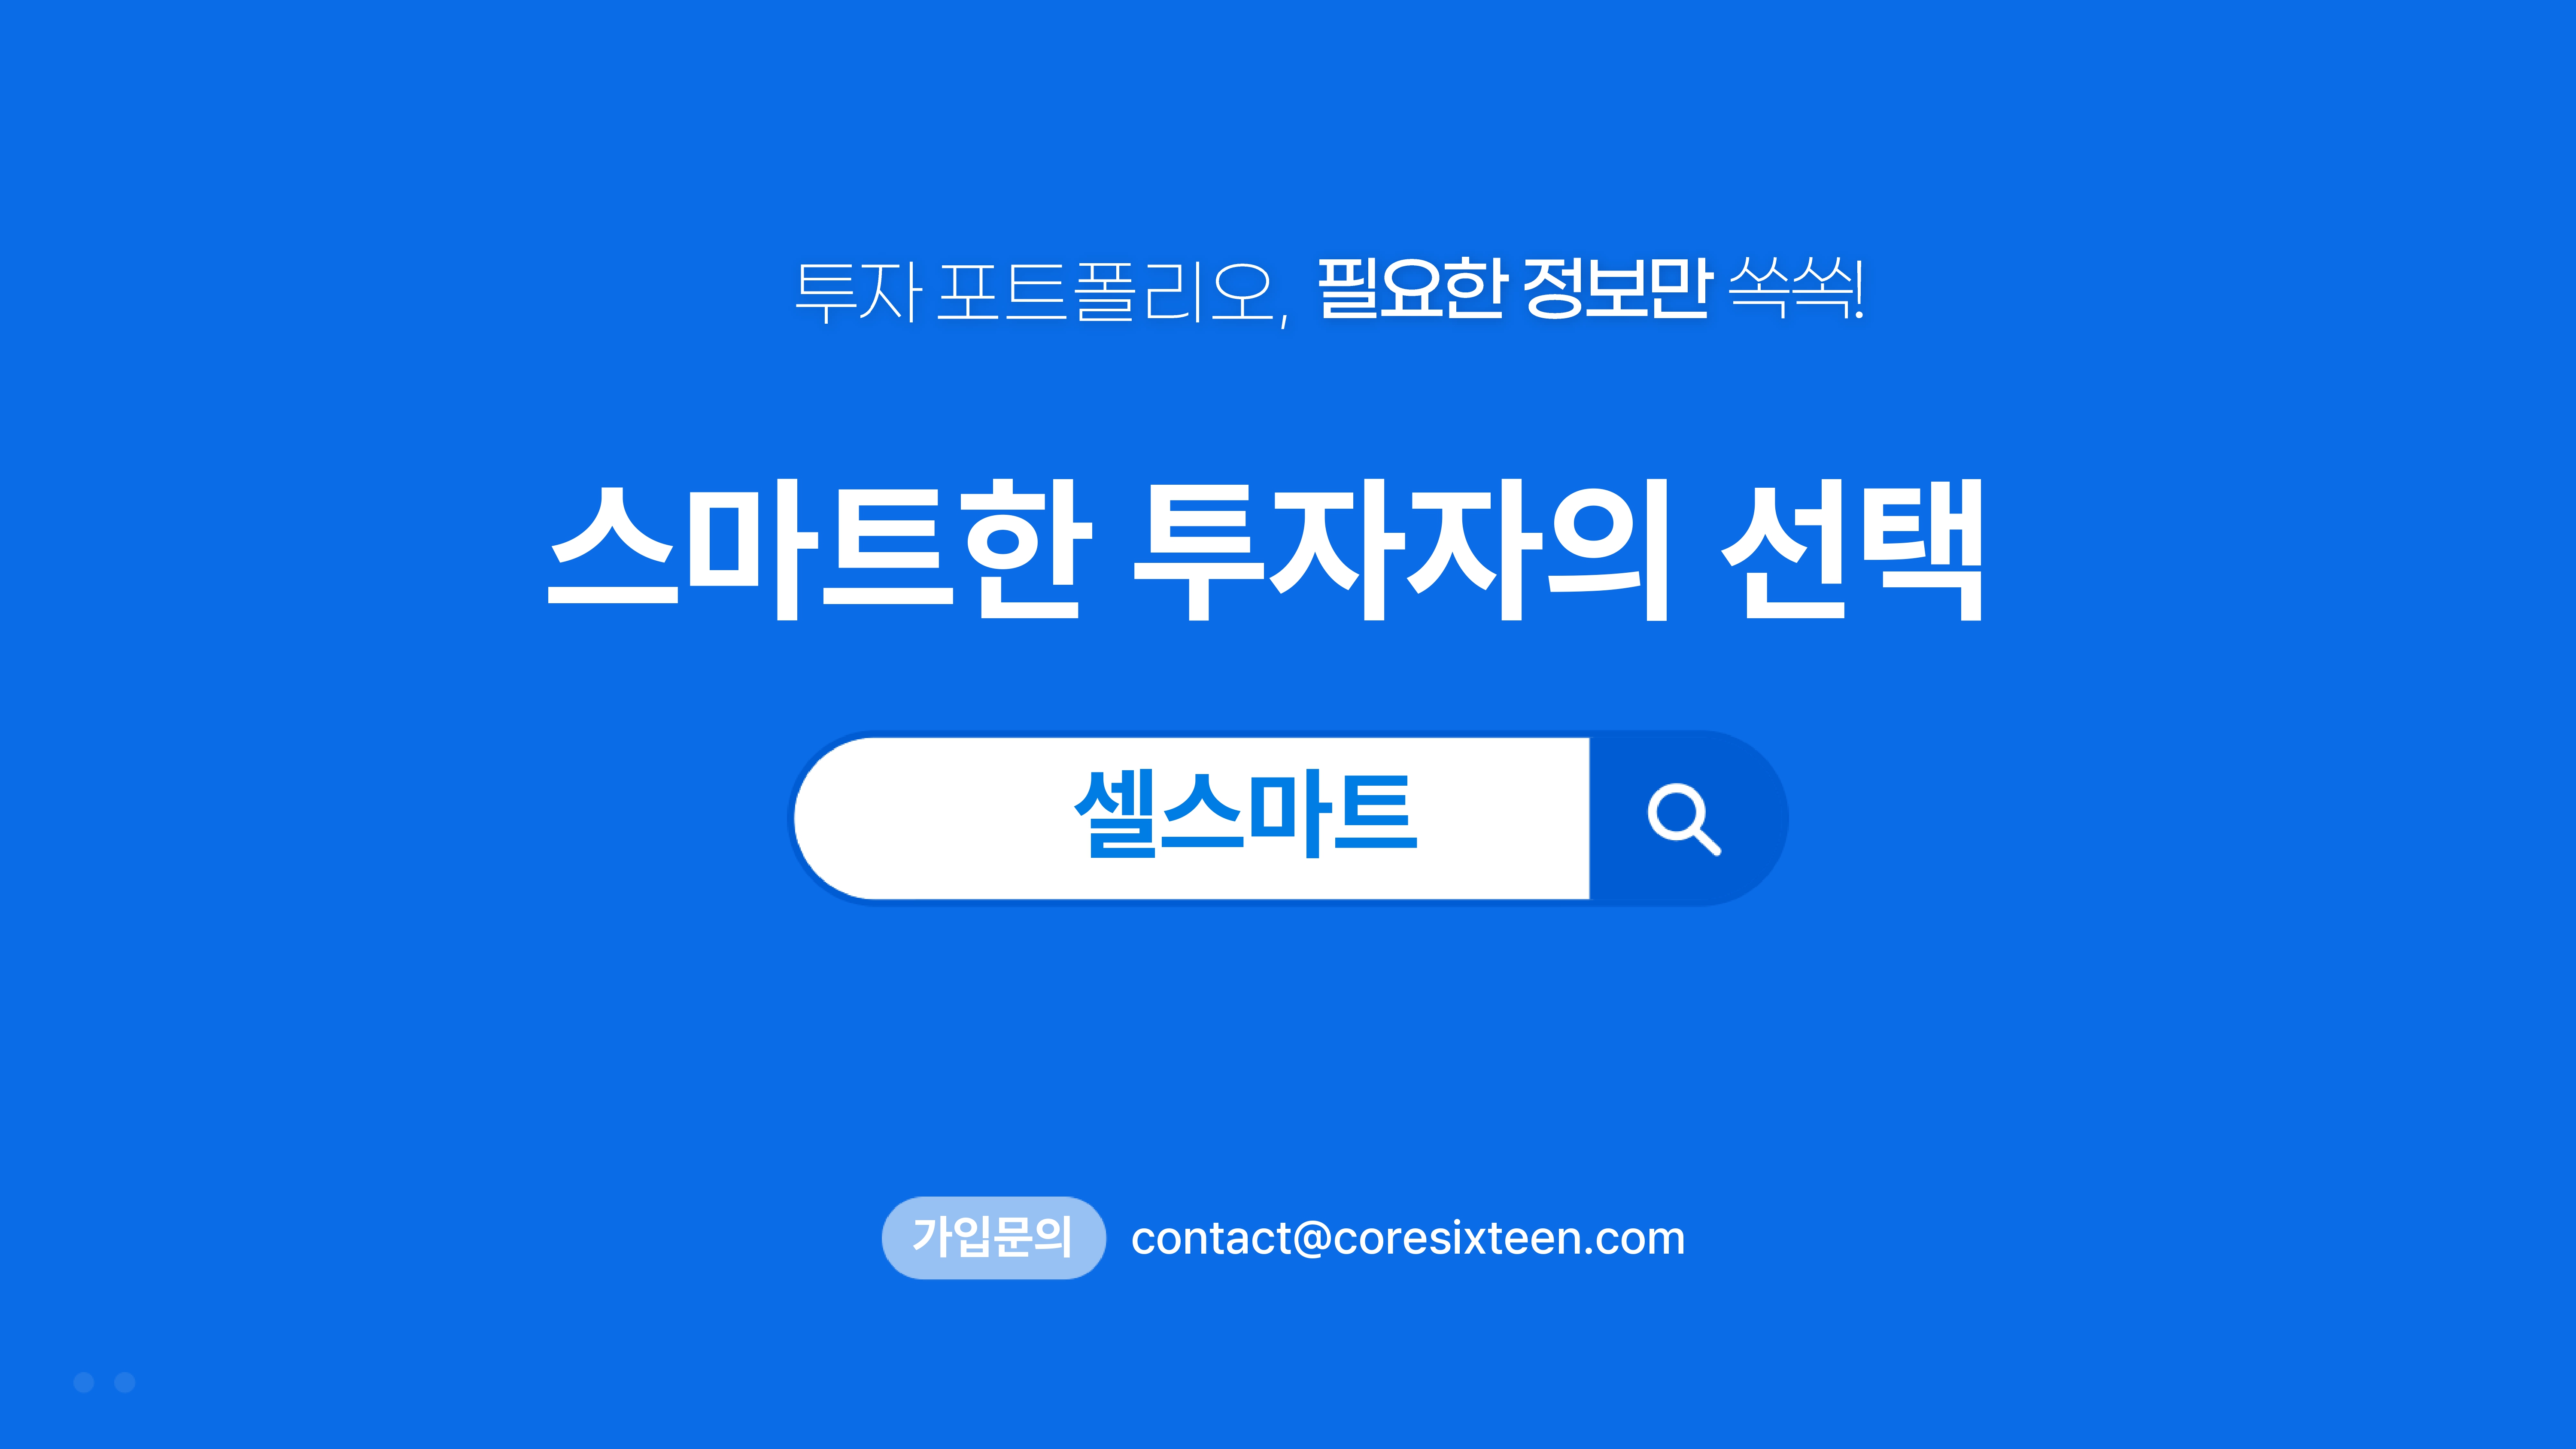 투자 포트폴리오, 필요한 정보만 쏙쏙!
스마트한 투자자의 선택
셀스마트
가입문의 contact@coresixteen.com